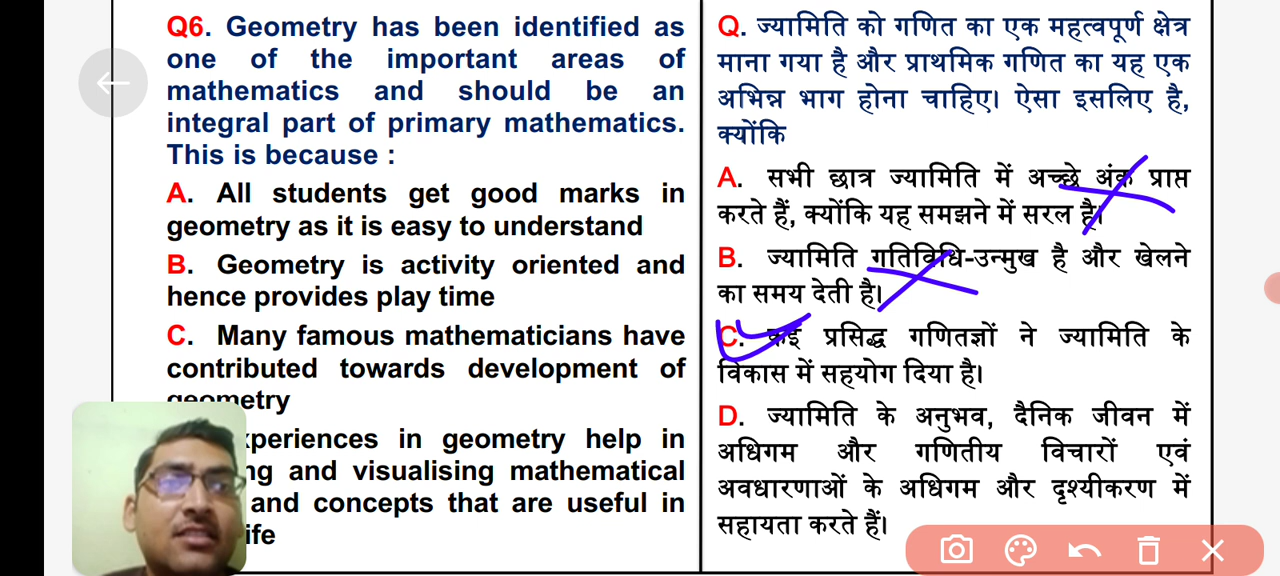 Q6. Geometry has been identified as
one of the important areas of
mathematics and should be an
integral part of primary mathematics.
This is because :
A. All students get good marks in
geometry as it is easy to understand
B. Geometry is activity oriented and
hence provides play time
C. Many famous mathematicians have
contributed towards development of
geometry
experiences in geometry help in
and visualising mathematical
and concepts that are useful in
Q. ज्यामिति को गणित का एक महत्वपूर्ण क्षेत्र
माना गया है और प्राथमिक गणित का यह एक
अभिन्न भाग होना चाहिए। ऐसा इसलिए है,
क्योंकि
A. सभी छात्र ज्यामिति में अच्छे अंक प्राप्त
करते हैं, क्योंकि यह समझने में सरल है।
B. ज्यामिति गतिविधि-उन्मुख है और खेलने
का समय देती है।
C. कई प्रसिद्ध गणितज्ञों ने ज्यामिति के
विकास में सहयोग दिया है।
D. ज्यामिति के अनुभव, दैनिक जीवन में
अधिगम और गणितीय विचारों एवं
अवधारणाओं के अधिगम और दृश्यीकरण में
सहायता करते हैं।